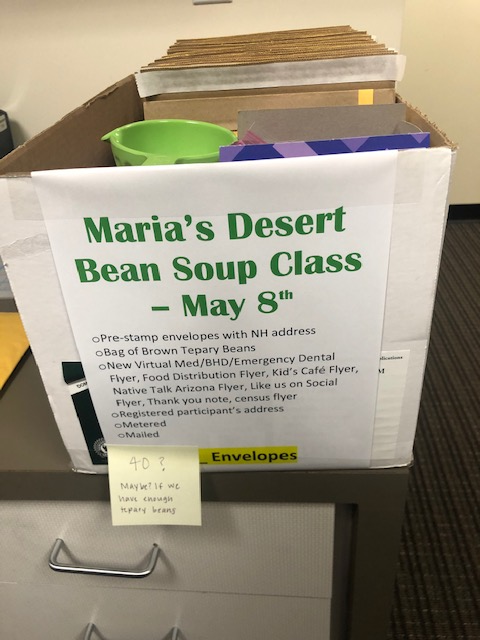 Maria's Desert
Bean Soup Class
– May 8th
○Pre-stamp envelopes with NH address
○Bag of Brown Tepary Beans
○New Virtual Med/BHD/Emergency Dental
Flyer, Food Distribution Flyer, Kid's Café Flyer,
Native Talk Arizona Flyer, Like us on Social
Flyer, Thank you note, census flyer
○Registered participant's address
○Metered
○Mailed
_ Envelopes
40?
Maybe? If we
have enough
tepary beans